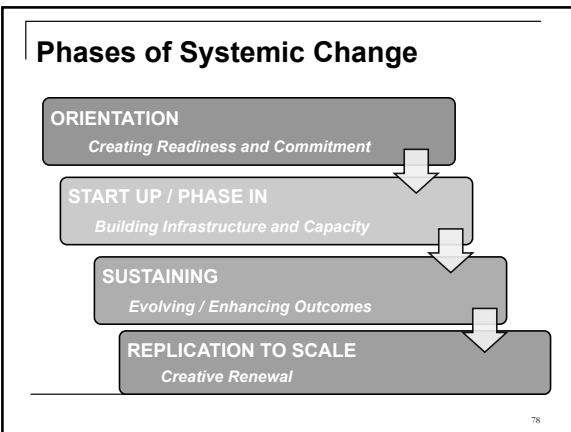 Phases of Systemic Change
ORIENTATION
Creating Readiness and Commitment
START UP / PHASE IN
Building Infrastructure and Capacity
SUSTAINING
Evolving / Enhancing Outcomes
REPLICATION TO SCALE
Creative Renewal
78